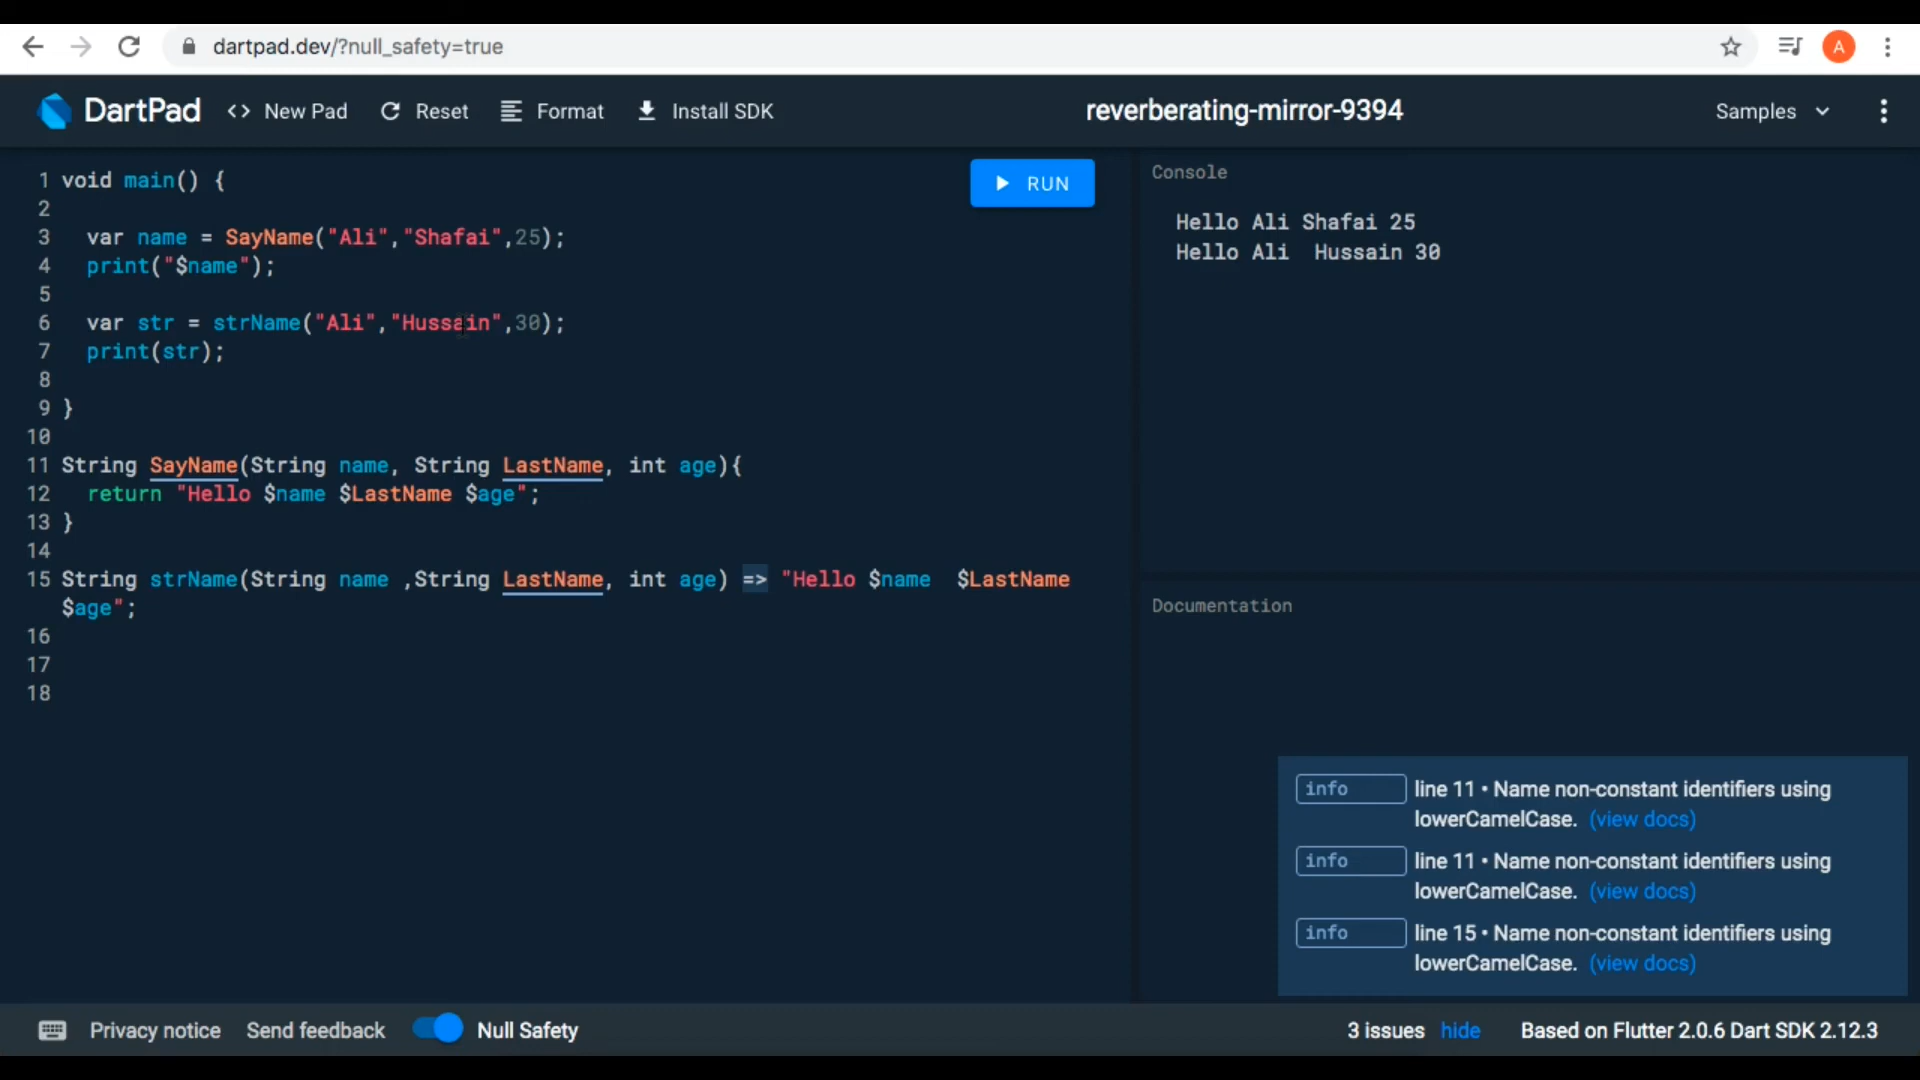 dartpad.dev/?null_safety=true
A
DartPad <> New Pad Reset Format Install SDK reverberating-mirror-9394 Samples
1 void main() {
2
3   var name = SayName("Ali","Shafai",25);
4   print("$name");
5
6   var str = strName("Ali","Hussain",30);
7   print(str);
8
9 }
10
11 String SayName(String name, String LastName, int age){
12   return "Hello $name $LastName $age";
13 }
14
15 String strName(String name ,String LastName, int age) => "Hello $name  $LastName
$age";
16
17
18
RUN
Console
Hello Ali Shafai 25
Hello Ali  Hussain 30
Documentation
info line 11 • Name non-constant identifiers using
lowerCamelCase. (view docs)
info line 11 • Name non-constant identifiers using
lowerCamelCase. (view docs)
info line 15 • Name non-constant identifiers using
lowerCamelCase. (view docs)
Privacy notice Send feedback Null Safety 3 issues hide Based on Flutter 2.0.6 Dart SDK 2.12.3